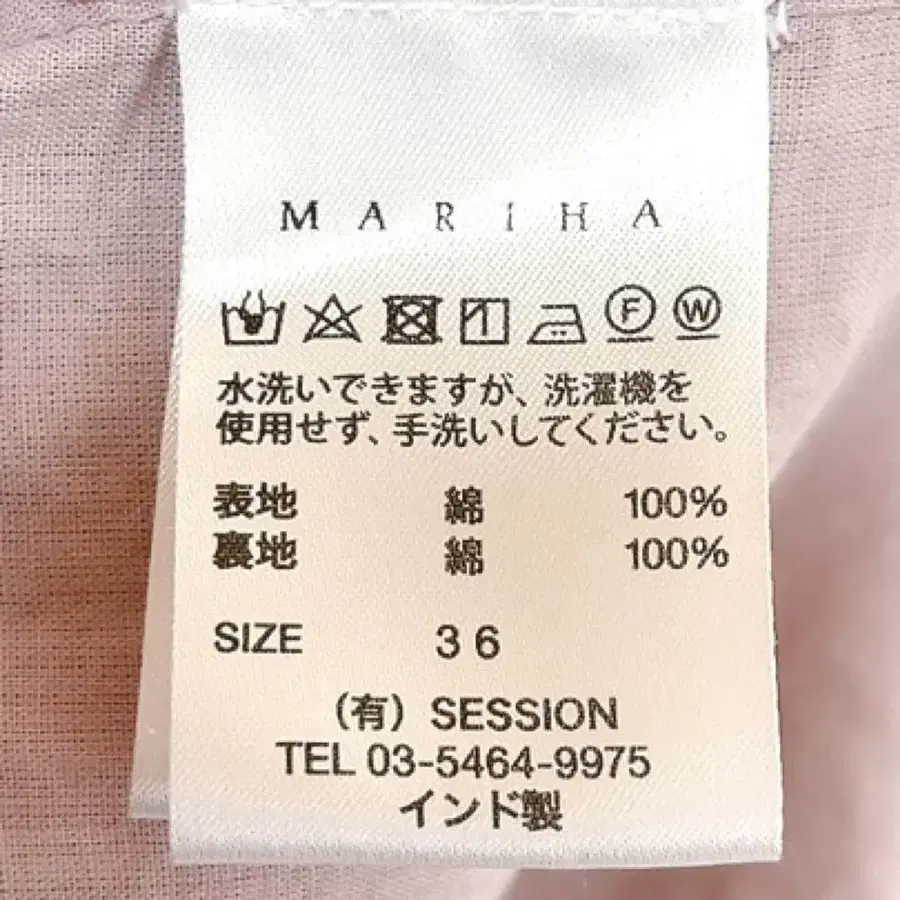 MARIHA
F W
水洗いできますが、洗濯機を
使用せず、手洗いしてください。
表地 綿 100%
裏地 綿 100%
SIZE 36
(有) SESSION
TEL 03-5464-9975
インド製